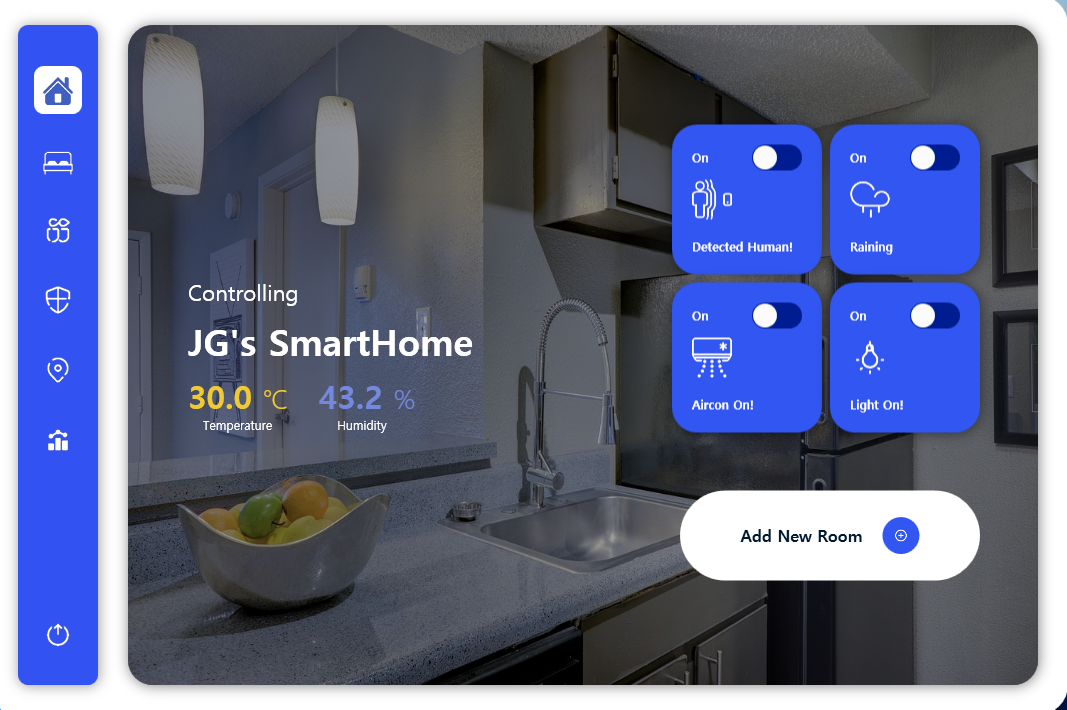 Controlling
JG's SmartHome
30.0 ℃ 43.2 %
Temperature Humidity
On
Detected Human!
On
Raining
On
Aircon On!
On
Light On!
Add New Room